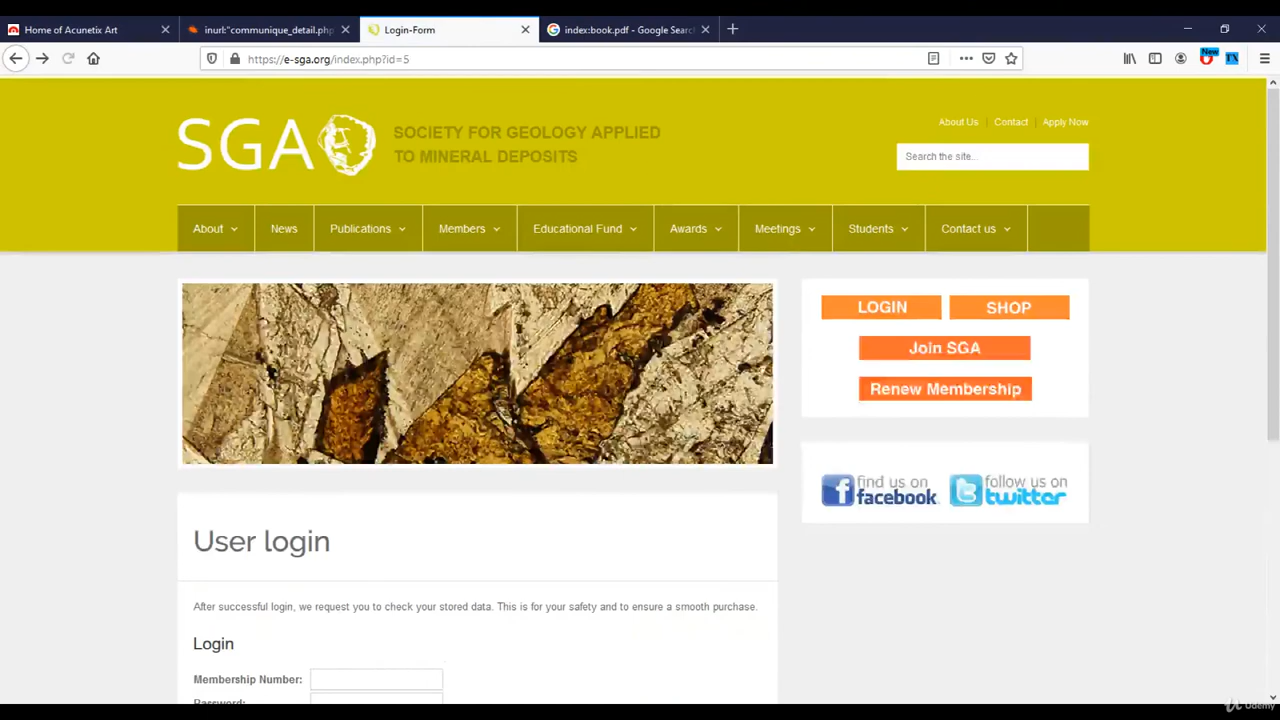 Home of Acunetix Art
inurl:"communique_detail.php
Login-Form
index:book.pdf - Google Searc
https://e-sga.org/index.php?id=5
New
SGA
SOCIETY FOR GEOLOGY APPLIED
TO MINERAL DEPOSITS
About Us
Contact
Apply Now
Search the site...
About
News
Publications
Members
Educational Fund
Awards
Meetings
Students
Contact us
LOGIN
SHOP
Join SGA
Renew Membership
find us on
facebook
follow us on
twitter
User login
After successful login, we request you to check your stored data. This is for your safety and to ensure a smooth purchase.
Login
Membership Number:
Password:
Udemy